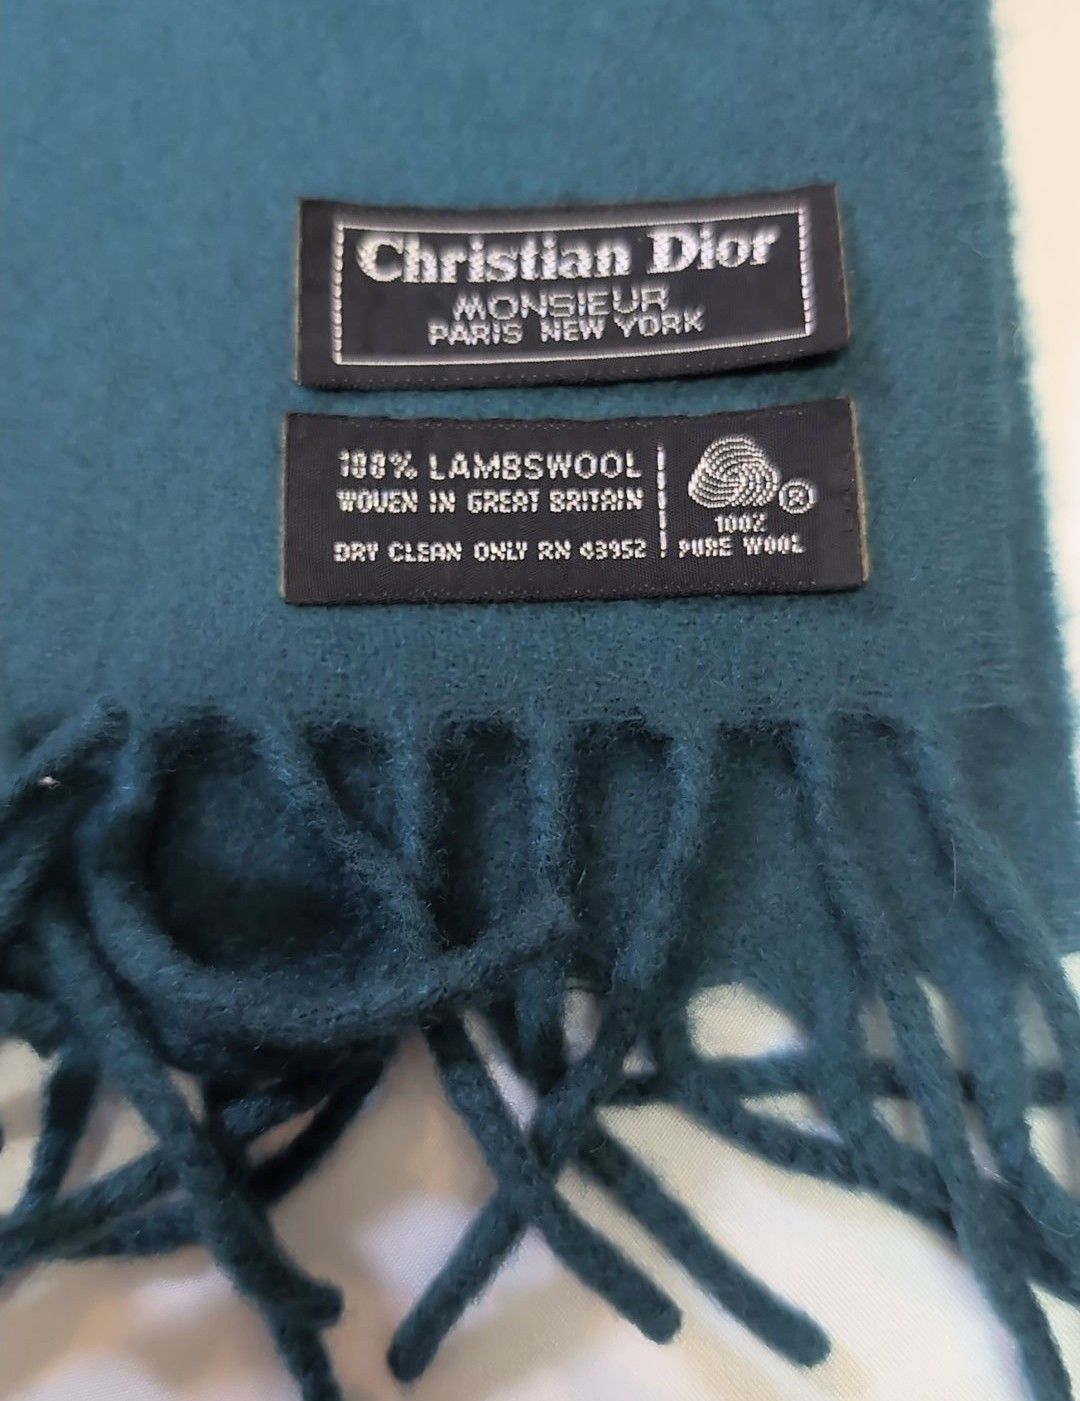 Christian Dior
MONSIEUR
PARIS NEW YORK
100% LAMBSWOOL
WOVEN IN GREAT BRITAIN
DRY CLEAN ONLY RN 43952
R
100%
PURE WOOL